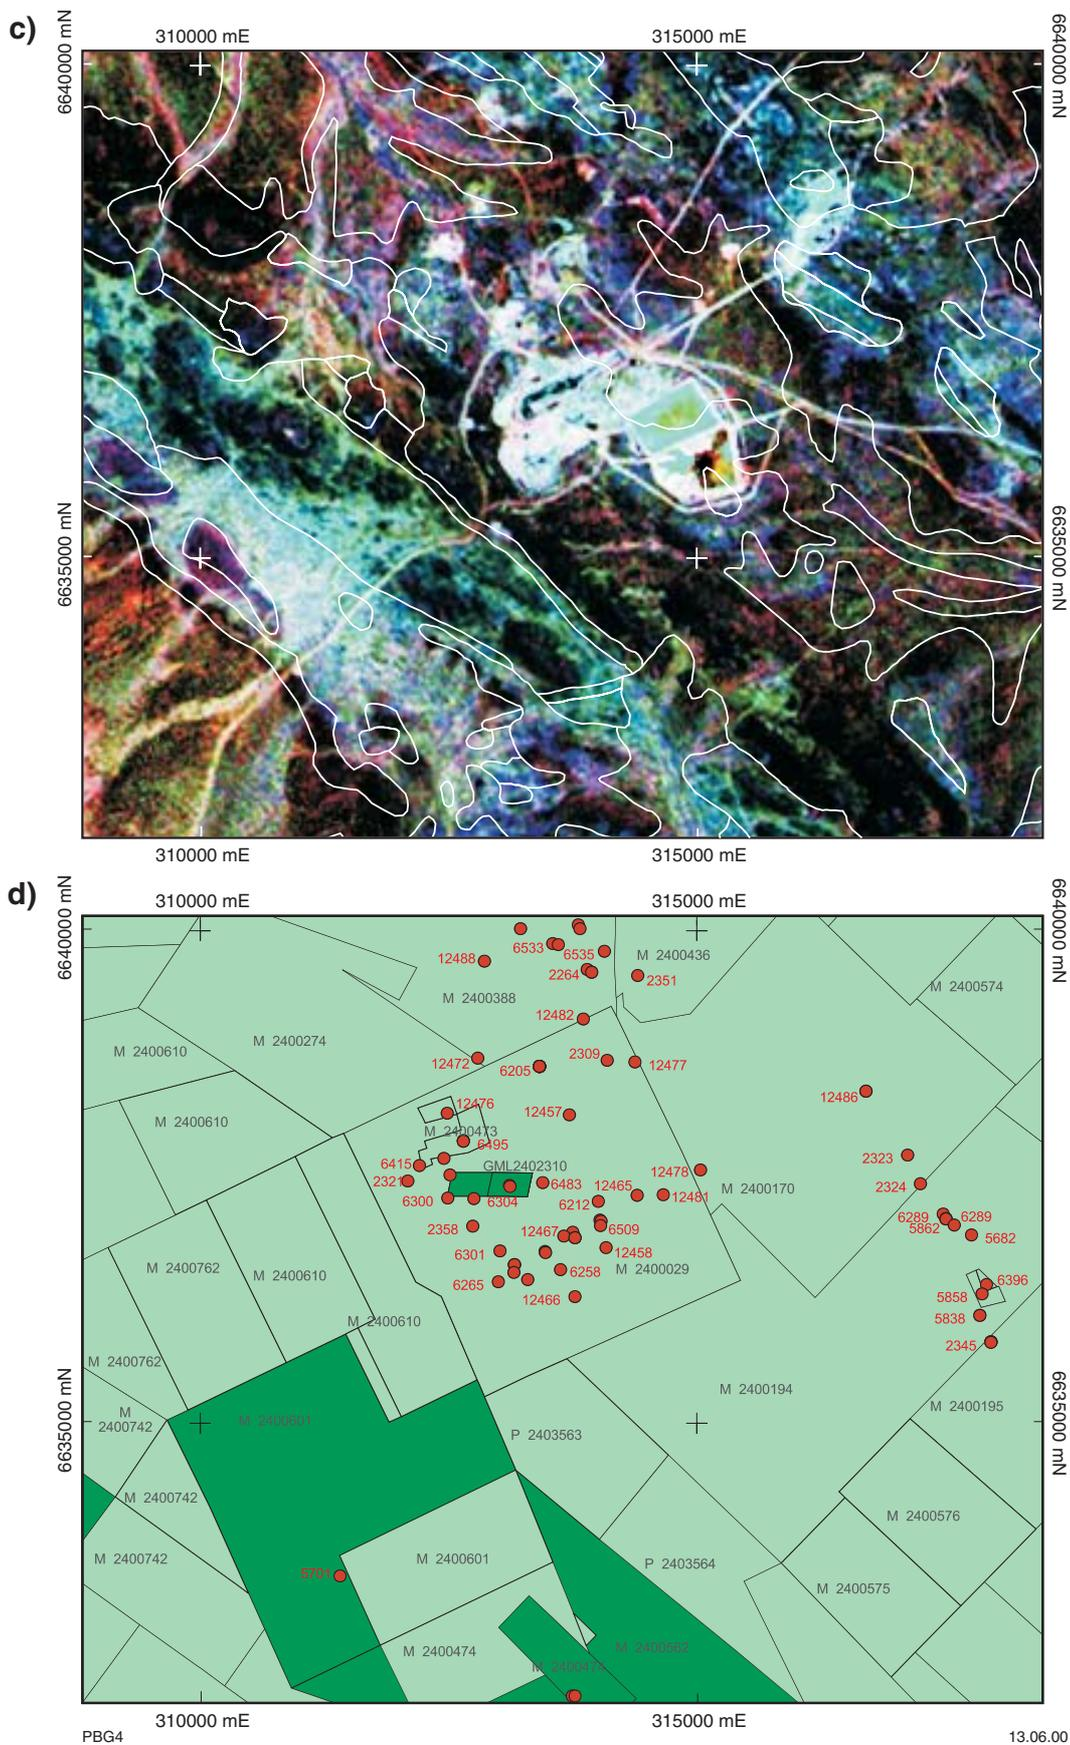 c)
310000 mE
315000 mE
6640000 mN
6640000 mN
6635000 mN
6635000 mN
310000 mE
315000 mE
d)
310000 mE
315000 mE
6640000 mN
6640000 mN
6533
6535
M 2400436
12488
2264
2351
M 2400574
M 2400388
12482
M 2400274
M 2400610
2309
12472
6205
12477
12486
12476
12457
M 2400610
M 2400473
6495
2323
6415
GML2402310
12478
2321
6483
12465
2324
M 2400170
6300
6304
6212
12481
6289
6289
2358
12467
6509
5862
5682
6301
12458
M 2400762
M 2400610
6258
M 2400029
6265
6396
5858
12466
5838
M 2400610
2345
M 2400762
M 2400194
6635000 mN
6635000 mN
M
2400742
M 2400601
M 2400195
P 2403563
M 2400742
M 2400576
M 2400742
M 2400601
P 2403564
5701
M 2400575
M 2400474
M 2400562
M 2400474
310000 mE
315000 mE
PBG4
13.06.00